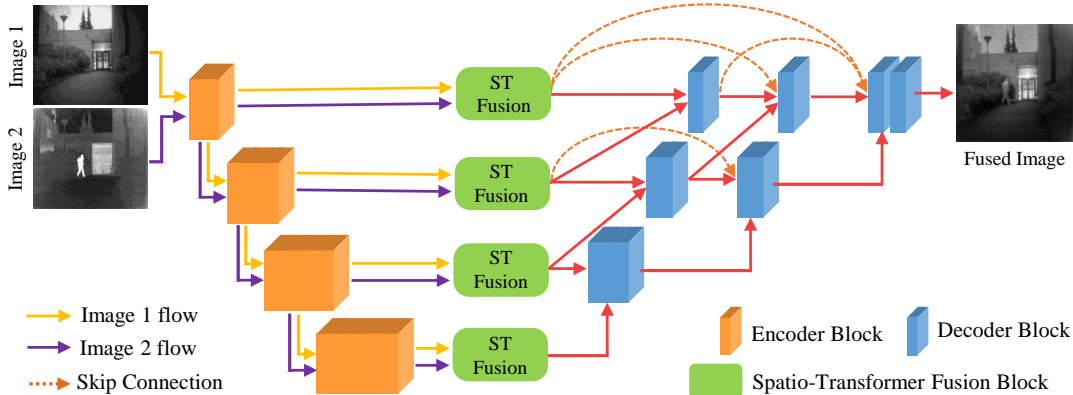 Image 1
Image 2
ST
Fusion
ST
Fusion
ST
Fusion
ST
Fusion
Fused Image
Image 1 flow
Image 2 flow
Skip Connection
Encoder Block
Decoder Block
Spatio-Transformer Fusion Block